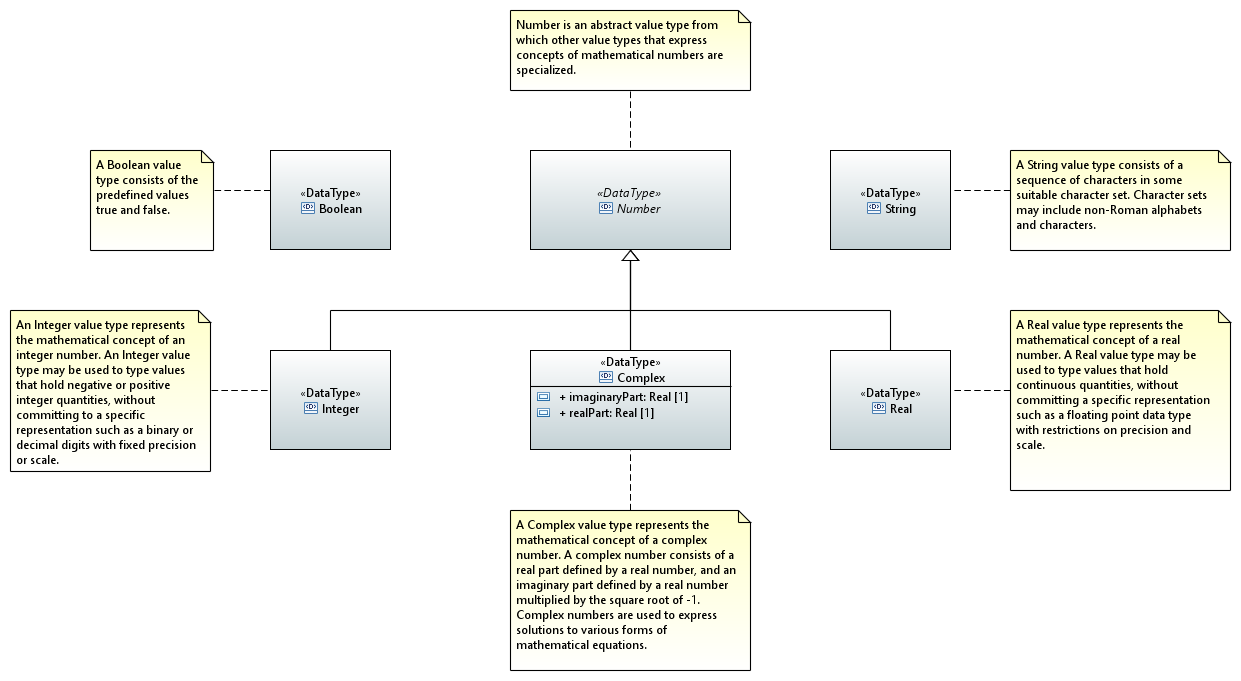 Number is an abstract value type from
which other value types that express
concepts of mathematical numbers are
specialized.
A Boolean value
type consists of the
predefined values
true and false.
«DataType»
Boolean
«DataType»
Number
«DataType»
String
A String value type consists of a
sequence of characters in some
suitable character set. Character sets
may include non-Roman alphabets
and characters.
An Integer value type represents
the mathematical concept of an
integer number. An Integer value
type may be used to type values
that hold negative or positive
integer quantities, without
committing to a specific
representation such as a binary or
decimal digits with fixed precision
or scale.
«DataType»
Integer
«DataType»
Complex
+ imaginaryPart: Real [1]
+ realPart: Real [1]
«DataType»
Real
A Real value type represents the
mathematical concept of a real
number. A Real value type may be
used to type values that hold
continuous quantities, without
committing a specific representation
such as a floating point data type
with restrictions on precision and
scale.
A Complex value type represents the
mathematical concept of a complex
number. A complex number consists of a
real part defined by a real number, and an
imaginary part defined by a real number
multiplied by the square root of -1.
Complex numbers are used to express
solutions to various forms of
mathematical equations.